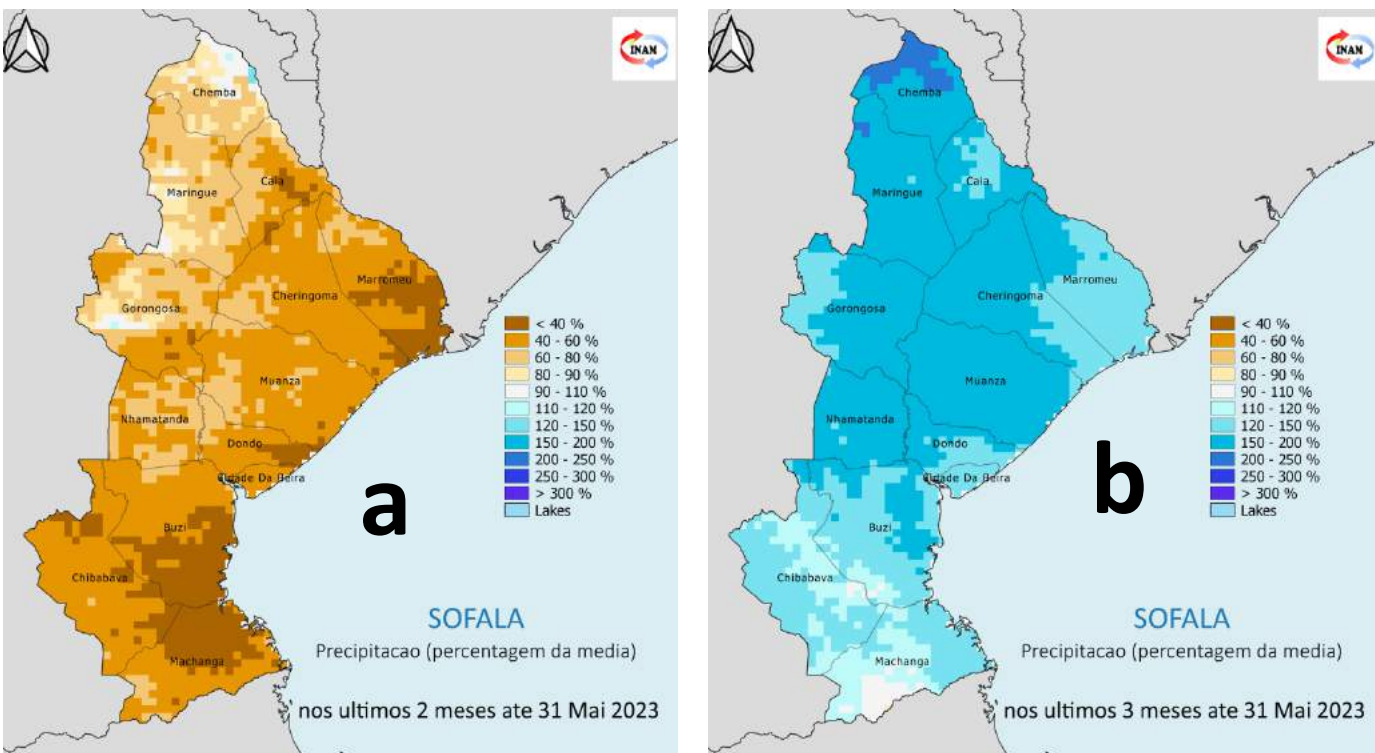 INAM
Chemba
Maringue
Caia
Marromeu
Cheringoma
Gorongosa
Muanza
Nhamatanda
Dondo
Cidade Da Beira
Buzi
Chibabava
Machanga
< 40 %
40 - 60 %
60 - 80 %
80 - 90 %
90 - 110 %
110 - 120 %
120 - 150 %
150 - 200 %
200 - 250 %
250 - 300 %
> 300 %
Lakes
a
SOFALA
Precipitacao (percentagem da media)
nos ultimos 2 meses ate 31 Mai 2023
INAM
Chemba
Maringue
Caia
Marromeu
Cheringoma
Gorongosa
Muanza
Nhamatanda
Dondo
Cidade Da Beira
Buzi
Chibabava
Machanga
< 40 %
40 - 60 %
60 - 80 %
80 - 90 %
90 - 110 %
110 - 120 %
120 - 150 %
150 - 200 %
200 - 250 %
250 - 300 %
> 300 %
Lakes
b
SOFALA
Precipitacao (percentagem da media)
nos ultimos 3 meses ate 31 Mai 2023